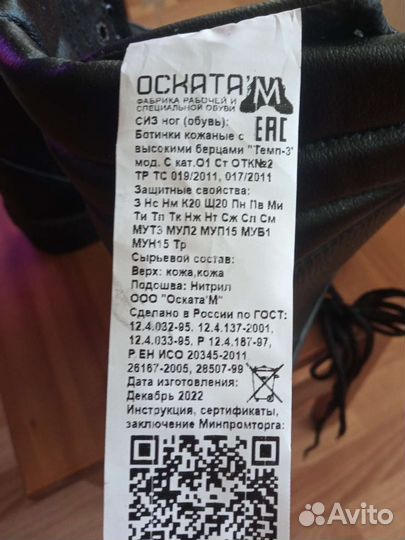 ОСКАТА'М
ФАБРИКА РАБОЧЕЙ И
СПЕЦИАЛЬНОЙ ОБУВИ
EAC
СИЗ ног (обувь):
Ботинки кожаные с
высокими берцами "Темп-3"
мод. С кат.О1 Ст ОТК№2
ТР ТС 019/2011, 017/2011
Защитные свойства:
З Нс Нм К20 Щ20 Пн Пв Ми
Ти Тп Тк Нж Нт Сж Сл См
МУТ3 МУЛ2 МУП15 МУБ1
МУН15 Тр
Сырьевой состав:
Верх: кожа,кожа
Подошва: Нитрил
ООО "Оската'М"
Сделано в России по ГОСТ:
12.4.032-95, 12.4.137-2001,
12.4.033-95, Р 12.4.187-97,
Р ЕН ИСО 20345-2011
26167-2005, 28507-99
Дата изготовления:
Декабрь 2022
Инструкция, сертификаты,
заключение Минпромторга:
Avito